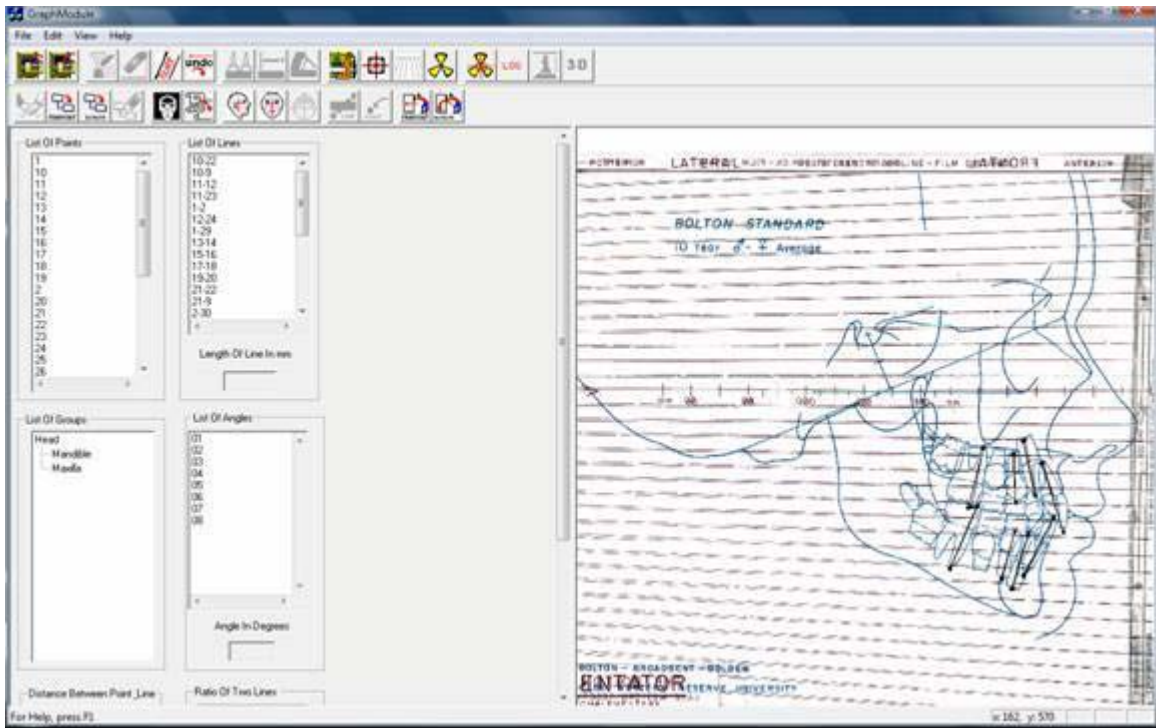 GraphModule
File Edit View Help
undo
LOG
3D
List Of Points
1
10
11
12
13
14
15
16
17
18
19
2
20
21
22
23
24
25
26
List Of Lines
10-22
10-9
11-12
11-23
1-2
12-24
1-29
13-14
15-16
17-18
19-20
21-22
21-9
2-30
Length Of Line In mm
List Of Groups
Head
Mandible
Maxilla
List Of Angles
01
02
03
04
05
06
07
08
Angle In Degrees
Distance Between Point_Line
Ratio Of Two Lines
LATERAL
ANTERIOR
BOLTON STANDARD
10 Year ♂-♀ Average
BOLTON - BROADBENT - GOLDEN
ENTATOR
RESERVE UNIVERSITY
For Help, press F1
x: 162, y: 570